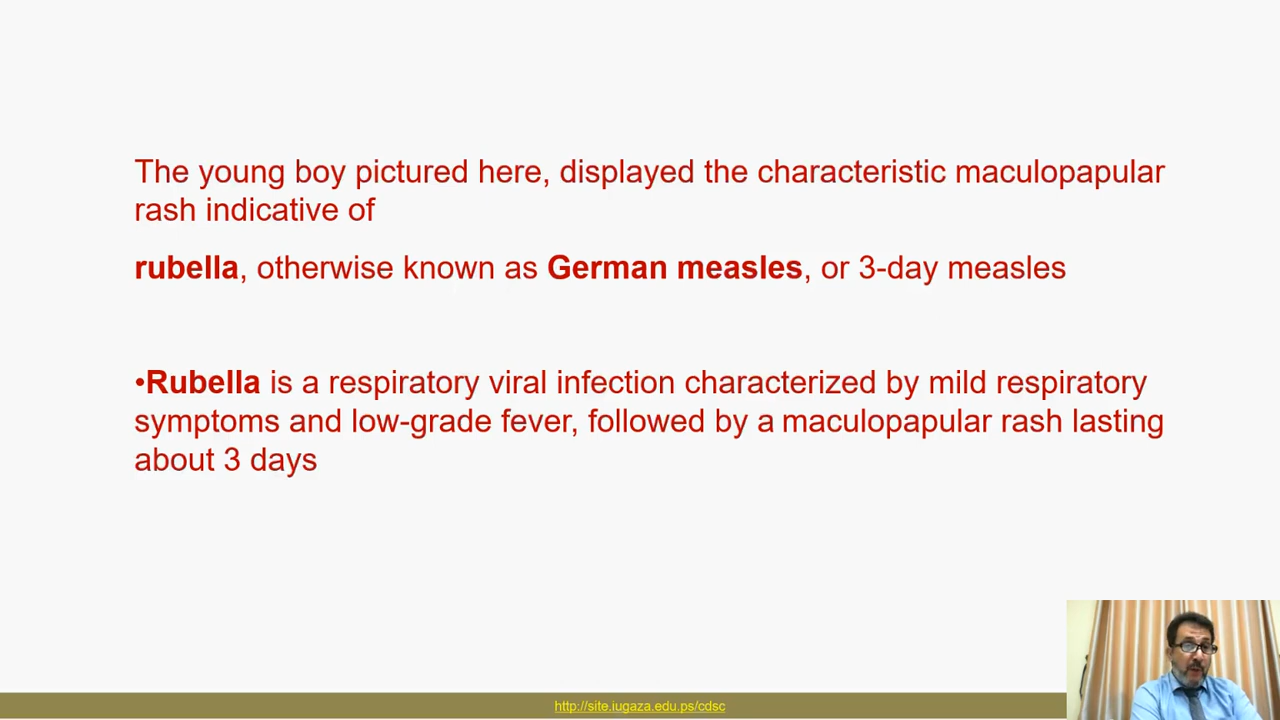 The young boy pictured here, displayed the characteristic maculopapular
rash indicative of
rubella, otherwise known as German measles, or 3-day measles
•Rubella is a respiratory viral infection characterized by mild respiratory
symptoms and low-grade fever, followed by a maculopapular rash lasting
about 3 days
http://site.iugaza.edu.ps/cdsc